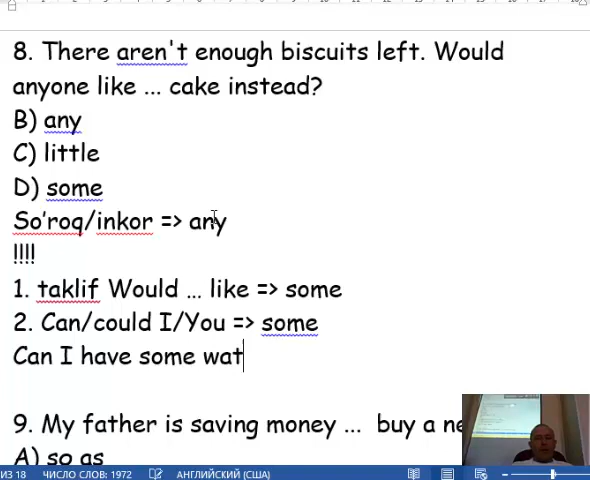 8. There aren't enough biscuits left. Would
anyone like ... cake instead?
B) any
C) little
D) some
So'roq/inkor => any
!!!!
1. taklif Would ... like => some
2. Can/could I/You => some
Can I have some wat
9. My father is saving money ... buy a
A) so as
ИЗ 18 ЧИСЛО СЛОВ: 1972 АНГЛИЙСКИЙ (США)